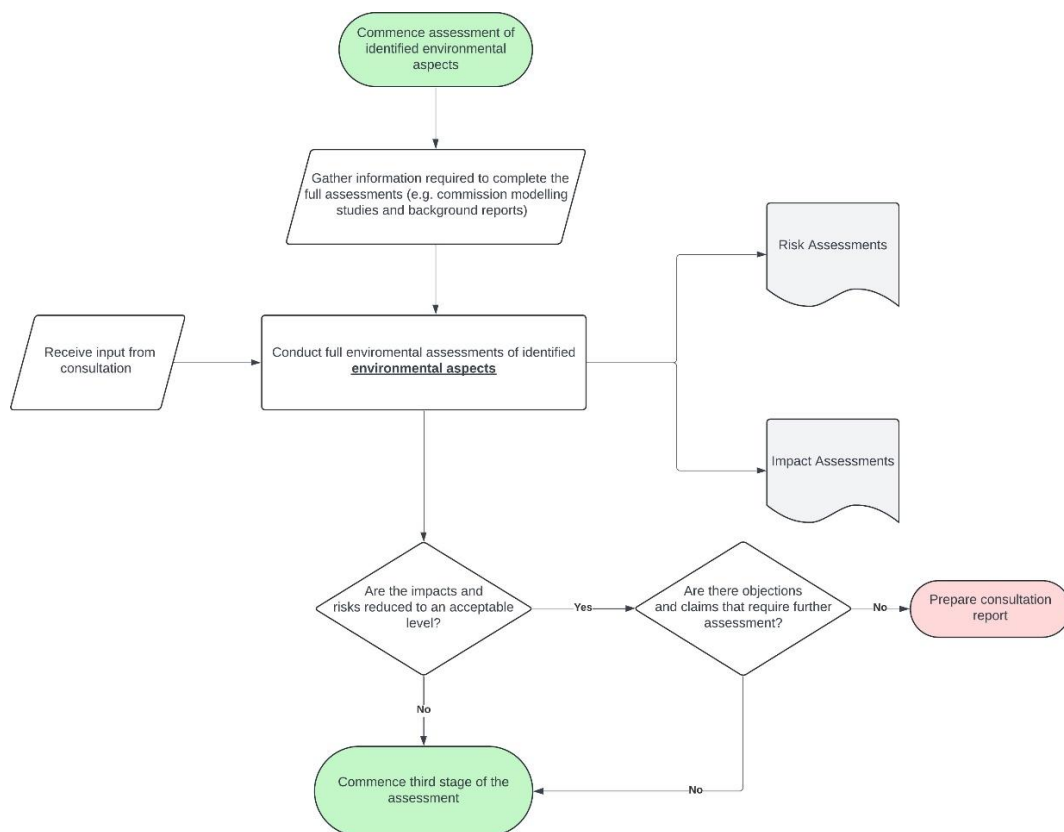 Commence assessment of
identified environmental
aspects
Gather information required to complete the
full assessments (e.g. commission modelling
studies and background reports)
Risk Assessments
Receive input from
consultation
Conduct full enviromental assessments of identified
environmental aspects
Impact Assessments
Are the impacts and
risks reduced to an acceptable
level?
Yes
Are there objections
and claims that require further
assessment?
No
Prepare consultation
report
No
Commence third stage of the
assessment
No